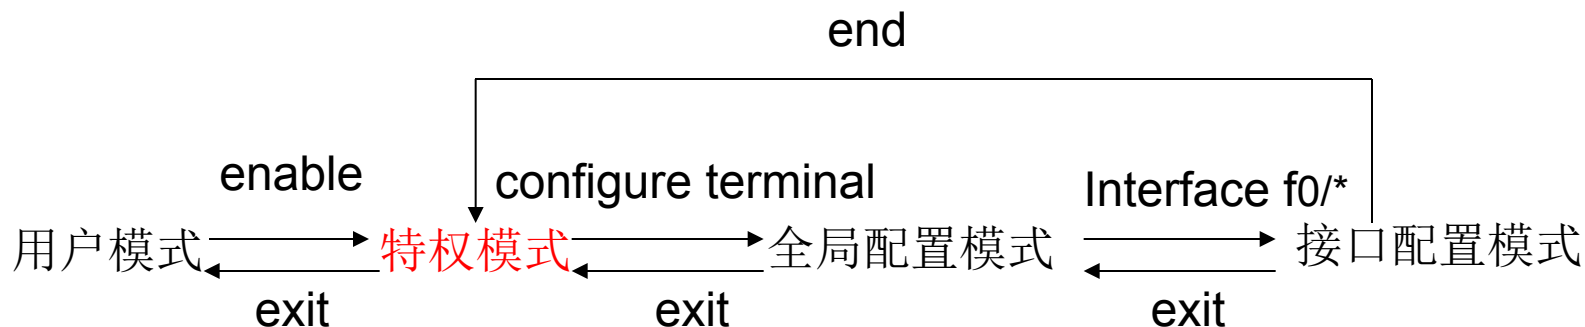 end
enable
configure terminal
Interface f0/*
用户模式
特权模式
全局配置模式
接口配置模式
exit
exit
exit